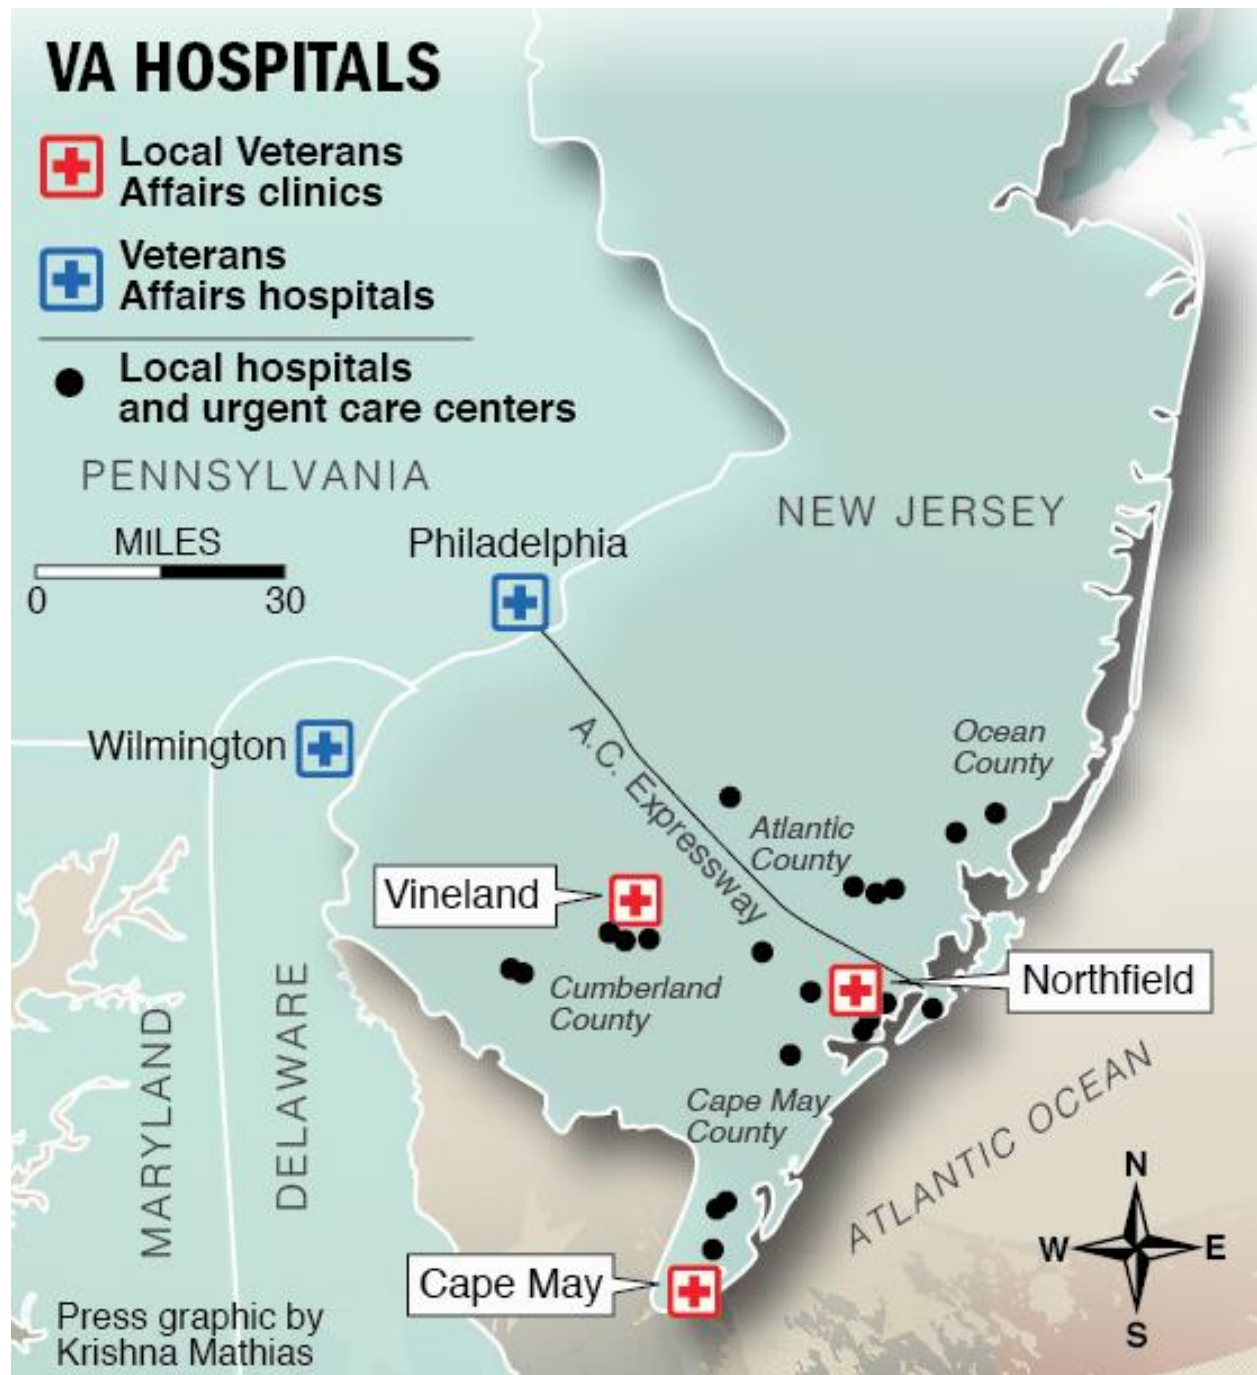 VA HOSPITALS
Local Veterans
Affairs clinics
Veterans
Affairs hospitals
Local hospitals
and urgent care centers
PENNSYLVANIA
NEW JERSEY
MILES
0 30
Philadelphia
Wilmington
A.C. Expressway
Ocean
County
Atlantic
County
Vineland
Cumberland
County
Northfield
Cape May
County
MARYLAND
DELAWARE
ATLANTIC OCEAN
Cape May
N
W E
S
Press graphic by
Krishna Mathias